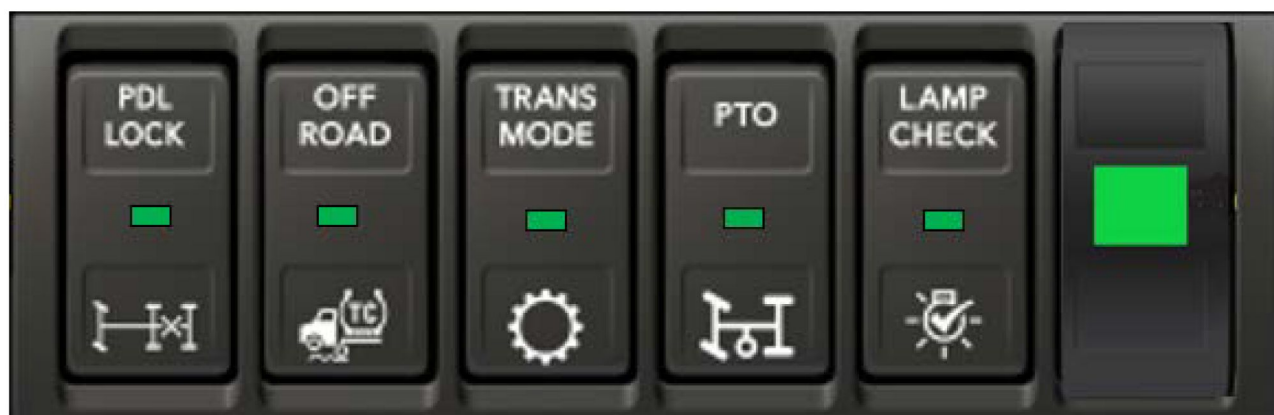 PDL
LOCK
OFF
ROAD
TRANS
MODE
PTO
LAMP
CHECK
TC